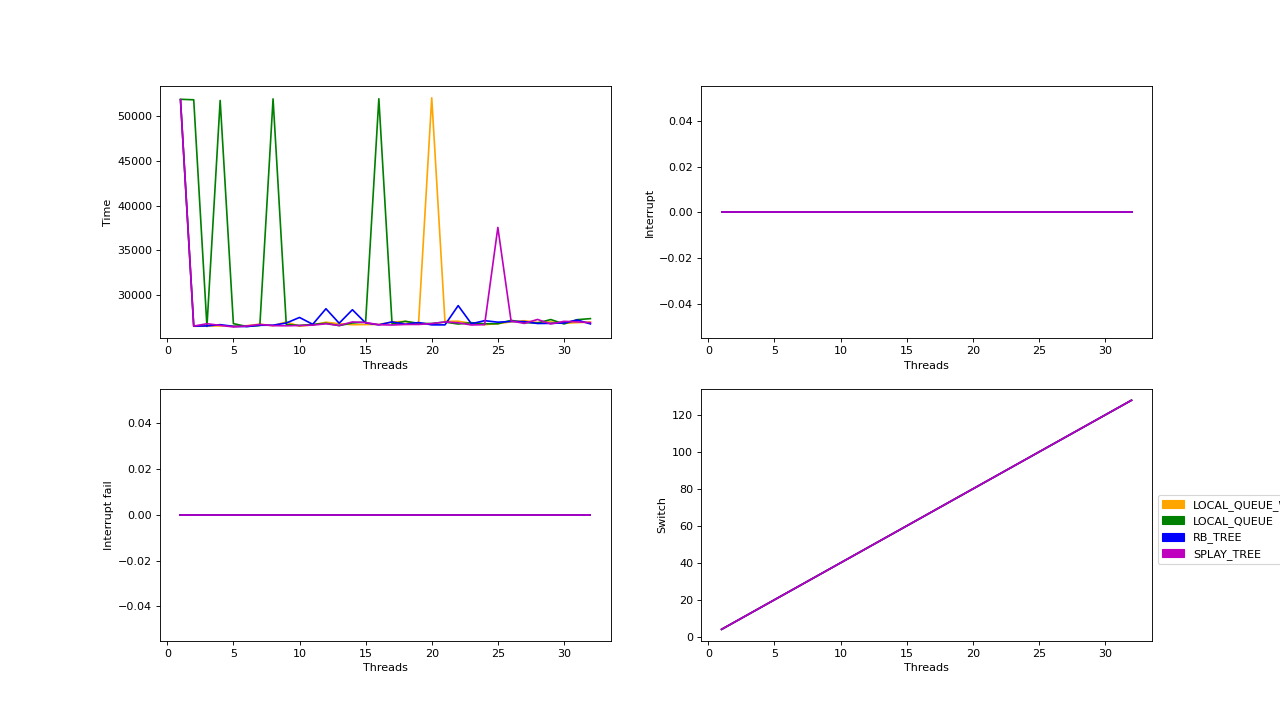 50000
45000
40000
35000
30000
Time
0 5 10 15 20 25 30
Threads
0.04
0.02
0.00
−0.02
−0.04
Interrupt
0 5 10 15 20 25 30
Threads
0.04
0.02
0.00
−0.02
−0.04
Interrupt fail
0 5 10 15 20 25 30
Threads
120
100
80
60
40
20
0
Switch
0 5 10 15 20 25 30
Threads
LOCAL_QUEUE_
LOCAL_QUEUE
RB_TREE
SPLAY_TREE